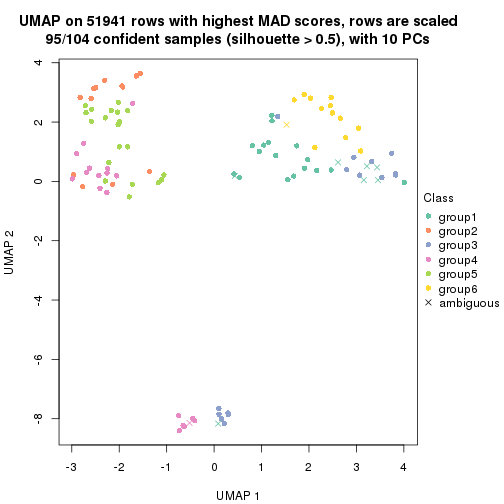 UMAP on 51941 rows with highest MAD scores, rows are scaled
95/104 confident samples (silhouette > 0.5), with 10 PCs
4
2
0
-2
-4
-6
-8
UMAP 2
-3
-2
-1
0
1
2
3
4
UMAP 1
Class
group1
group2
group3
group4
group5
group6
ambiguous